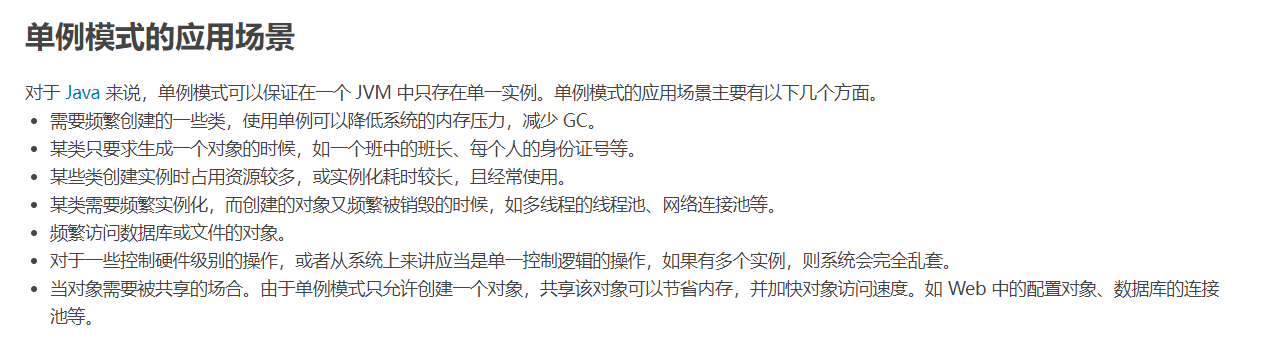 单例模式的应用场景
对于 Java 来说，单例模式可以保证在一个 JVM 中只存在单一实例。单例模式的应用场景主要有以下几个方面。
• 需要频繁创建的一些类，使用单例可以降低系统的内存压力，减少 GC。
• 某类只要求生成一个对象的时候，如一个班中的班长、每个人的身份证号等。
• 某些类创建实例时占用资源较多，或实例化耗时较长，且经常使用。
• 某类需要频繁实例化，而创建的对象又频繁被销毁的时候，如多线程的线程池、网络连接池等。
• 频繁访问数据库或文件的对象。
• 对于一些控制硬件级别的操作，或者从系统上来讲应当是单一控制逻辑的操作，如果有多个实例，则系统会完全乱套。
• 当对象需要被共享的场合。由于单例模式只允许创建一个对象，共享该对象可以节省内存，并加快对象访问速度。如 Web 中的配置对象、数据库的连接
池等。